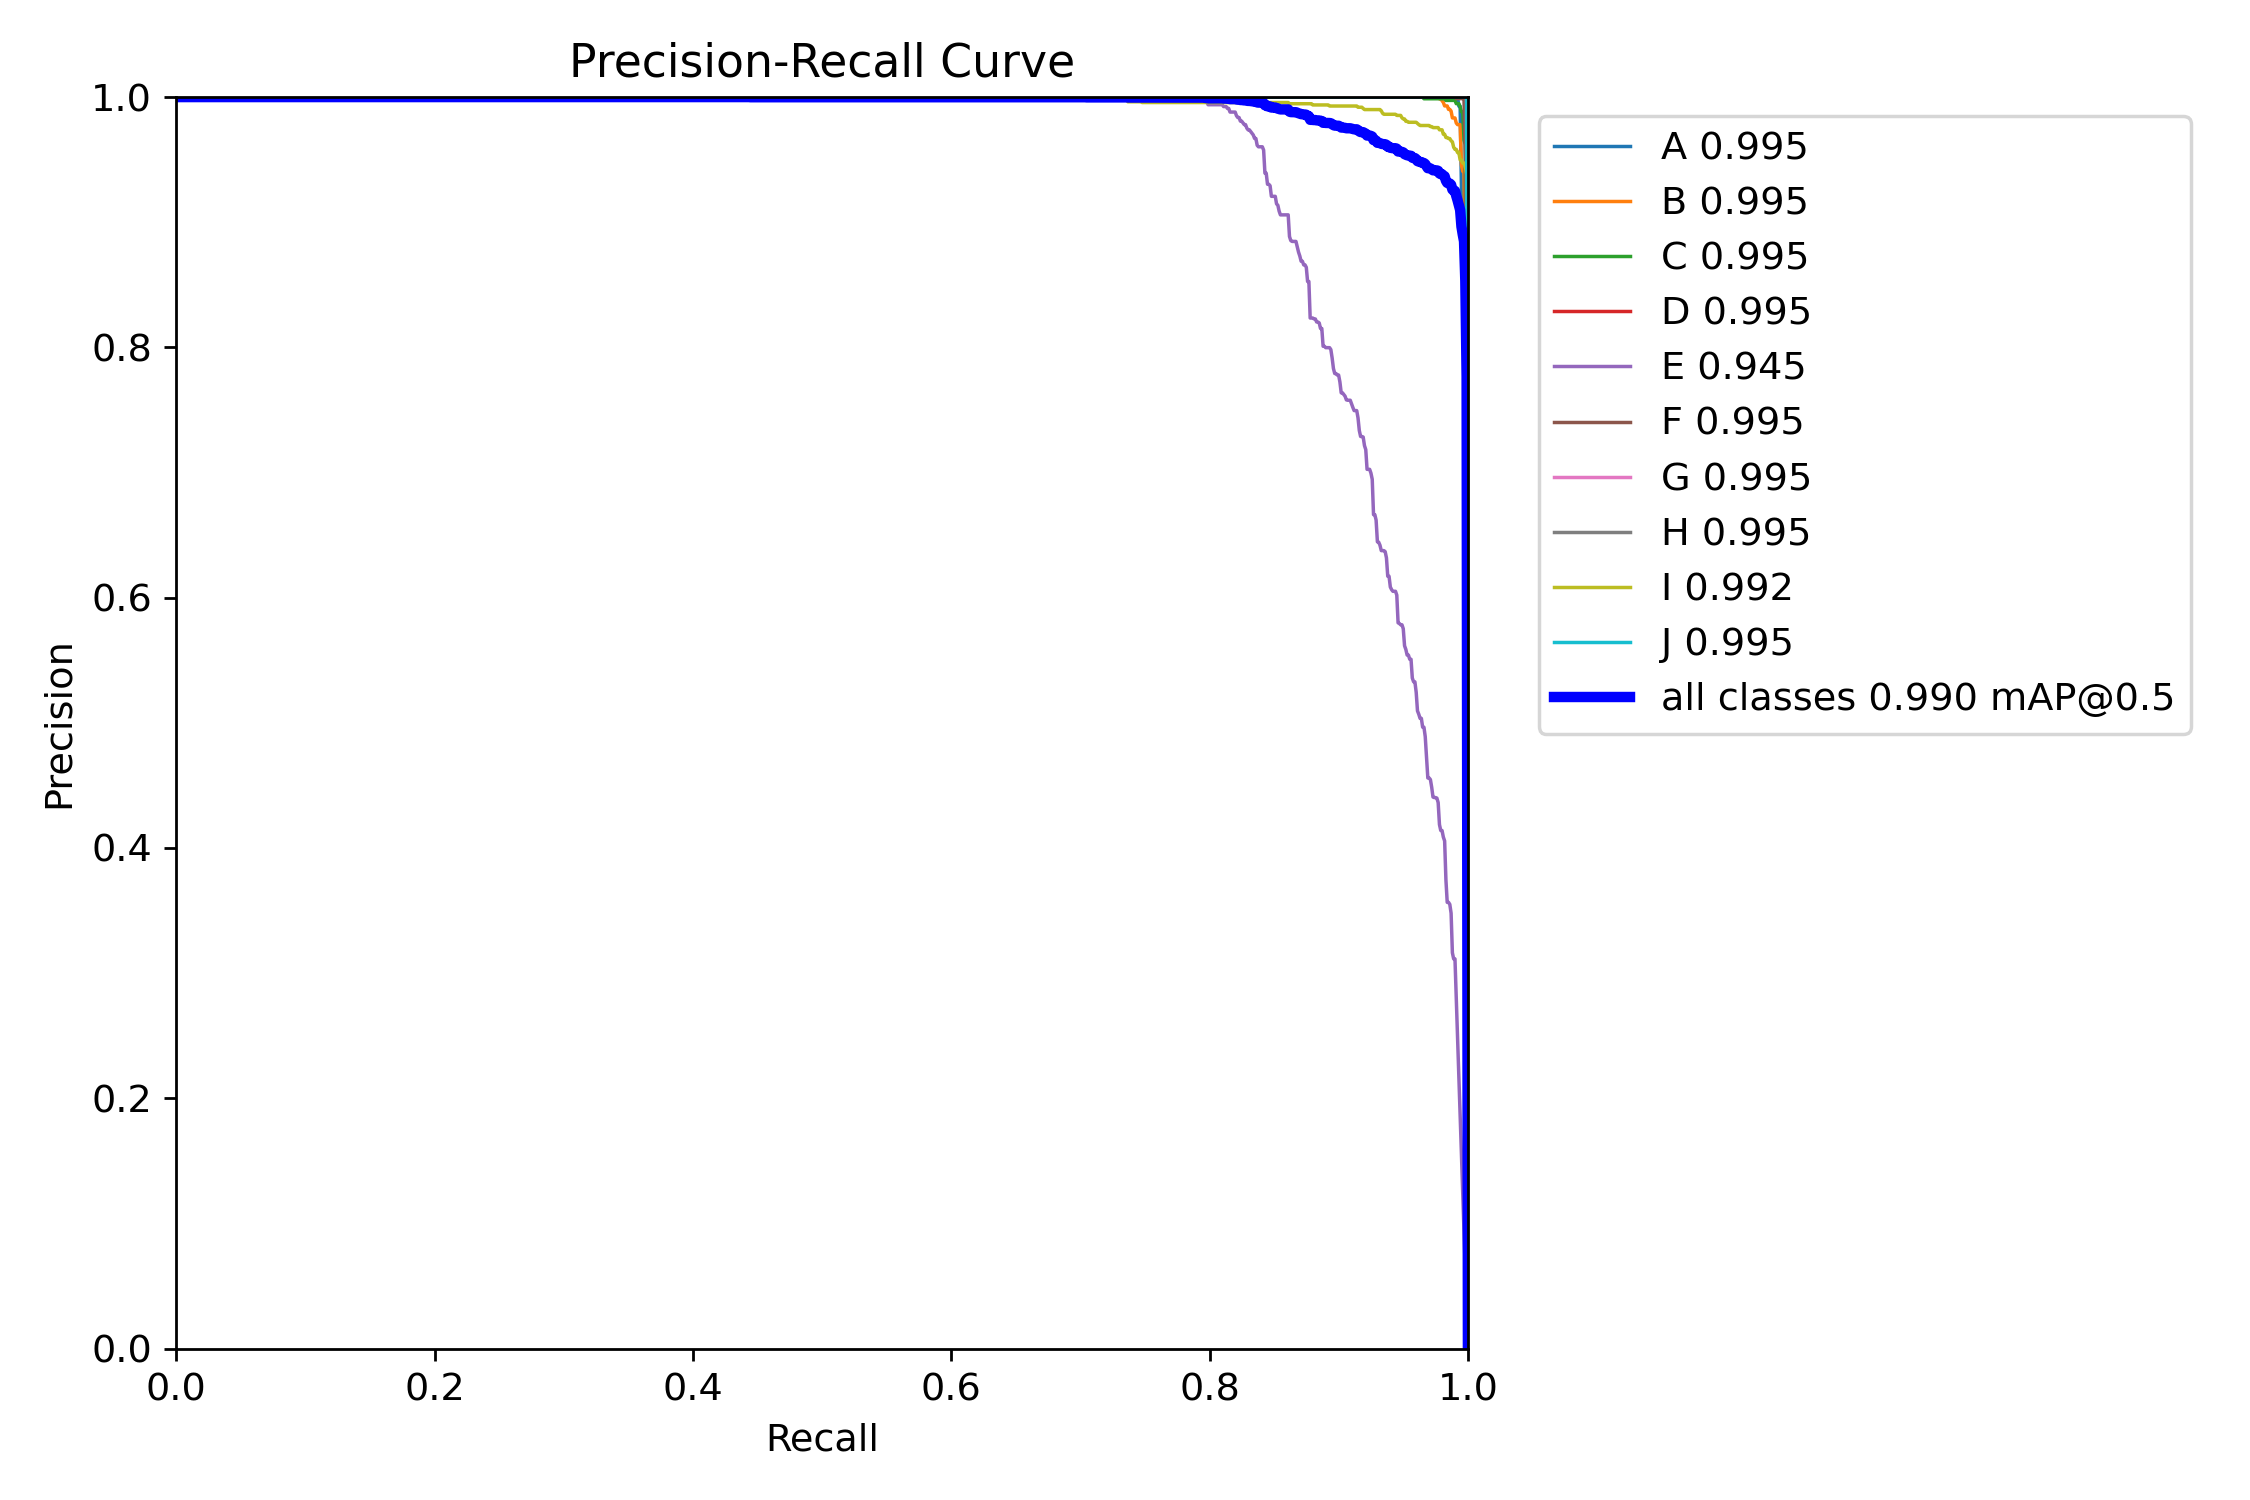 Precision-Recall Curve
1.0
0.8
0.6
0.4
0.2
0.0
Precision
0.0 0.2 0.4 0.6 0.8 1.0
Recall
A 0.995
B 0.995
C 0.995
D 0.995
E 0.945
F 0.995
G 0.995
H 0.995
I 0.992
J 0.995
all classes 0.990 mAP@0.5